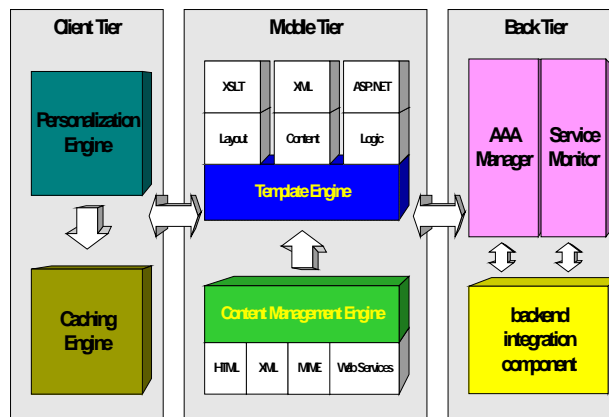 Client Tier
Personalization
Engine
Caching
Engine
Middle Tier
XSLT
XML
ASP.NET
Layout
Content
Logic
Template Engine
Content Management Engine
HTML
XML
MIME
Web Services
Back Tier
AAA
Manager
Service
Monitor
backend
integration
component